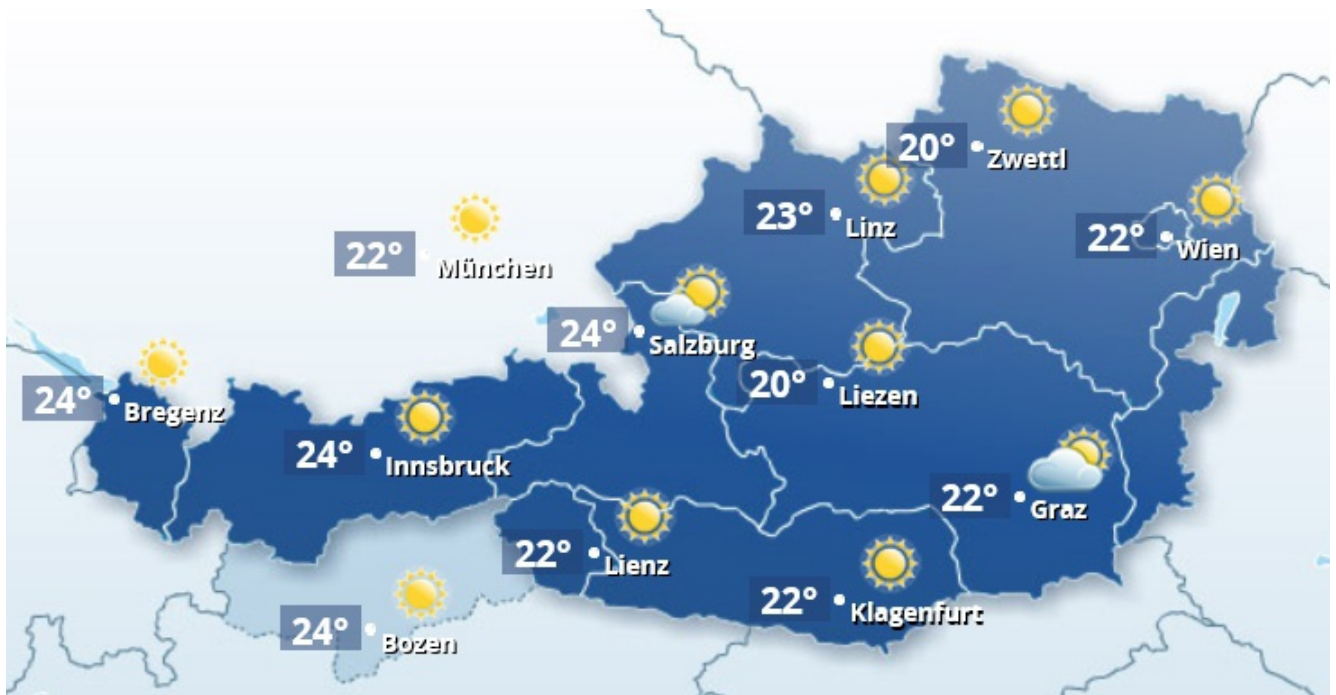 20°
Zwettl
23°
Linz
22°
Wien
22°
München
24°
Salzburg
24°
Bregenz
20°
Liezen
24°
Innsbruck
22°
Graz
22°
Lienz
22°
Klagenfurt
24°
Bozen